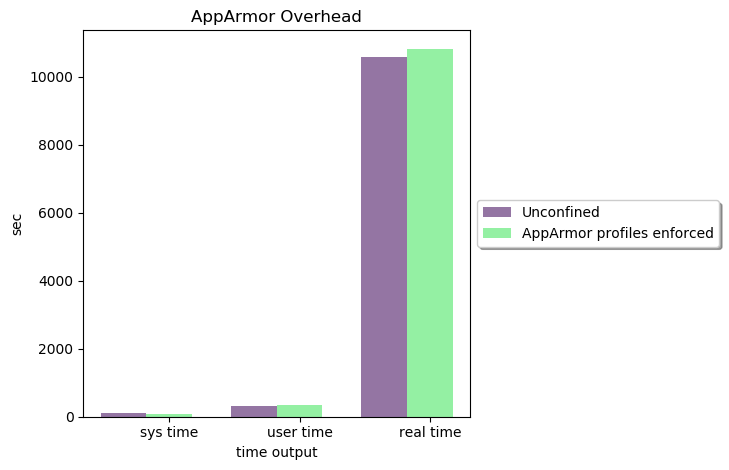 AppArmor Overhead
10000
8000
6000
4000
2000
0
sec
sys time
user time
real time
time output
Unconfined
AppArmor profiles enforced